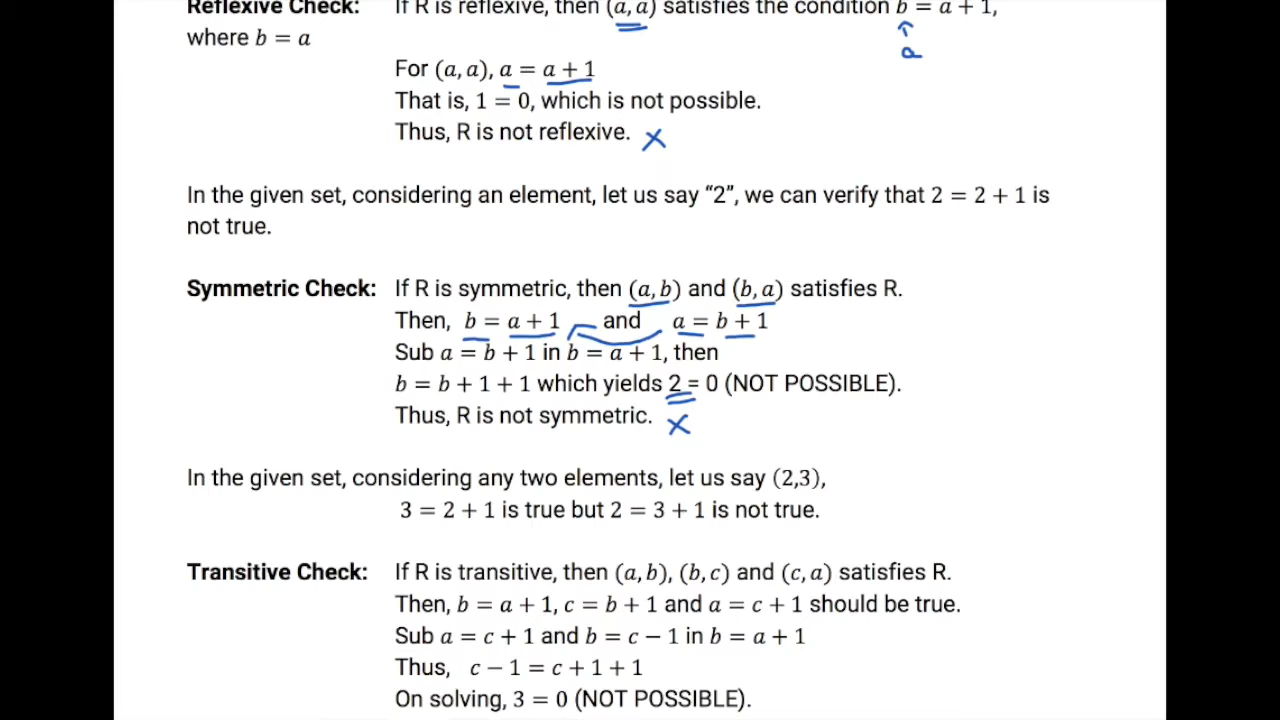 Reflexive Check: If R is reflexive, then (a, a) satisfies the condition b = a + 1,
where b = a
a
For (a, a), a = a + 1
That is, 1 = 0, which is not possible.
Thus, R is not reflexive. ×
In the given set, considering an element, let us say “2”, we can verify that 2 = 2 + 1 is
not true.
Symmetric Check: If R is symmetric, then (a, b) and (b, a) satisfies R.
Then, b = a + 1 and a = b + 1
Sub a = b + 1 in b = a + 1, then
b = b + 1 + 1 which yields 2 = 0 (NOT POSSIBLE).
Thus, R is not symmetric. ×
In the given set, considering any two elements, let us say (2,3),
3 = 2 + 1 is true but 2 = 3 + 1 is not true.
Transitive Check: If R is transitive, then (a, b), (b, c) and (c, a) satisfies R.
Then, b = a + 1, c = b + 1 and a = c + 1 should be true.
Sub a = c + 1 and b = c − 1 in b = a + 1
Thus, c − 1 = c + 1 + 1
On solving, 3 = 0 (NOT POSSIBLE).